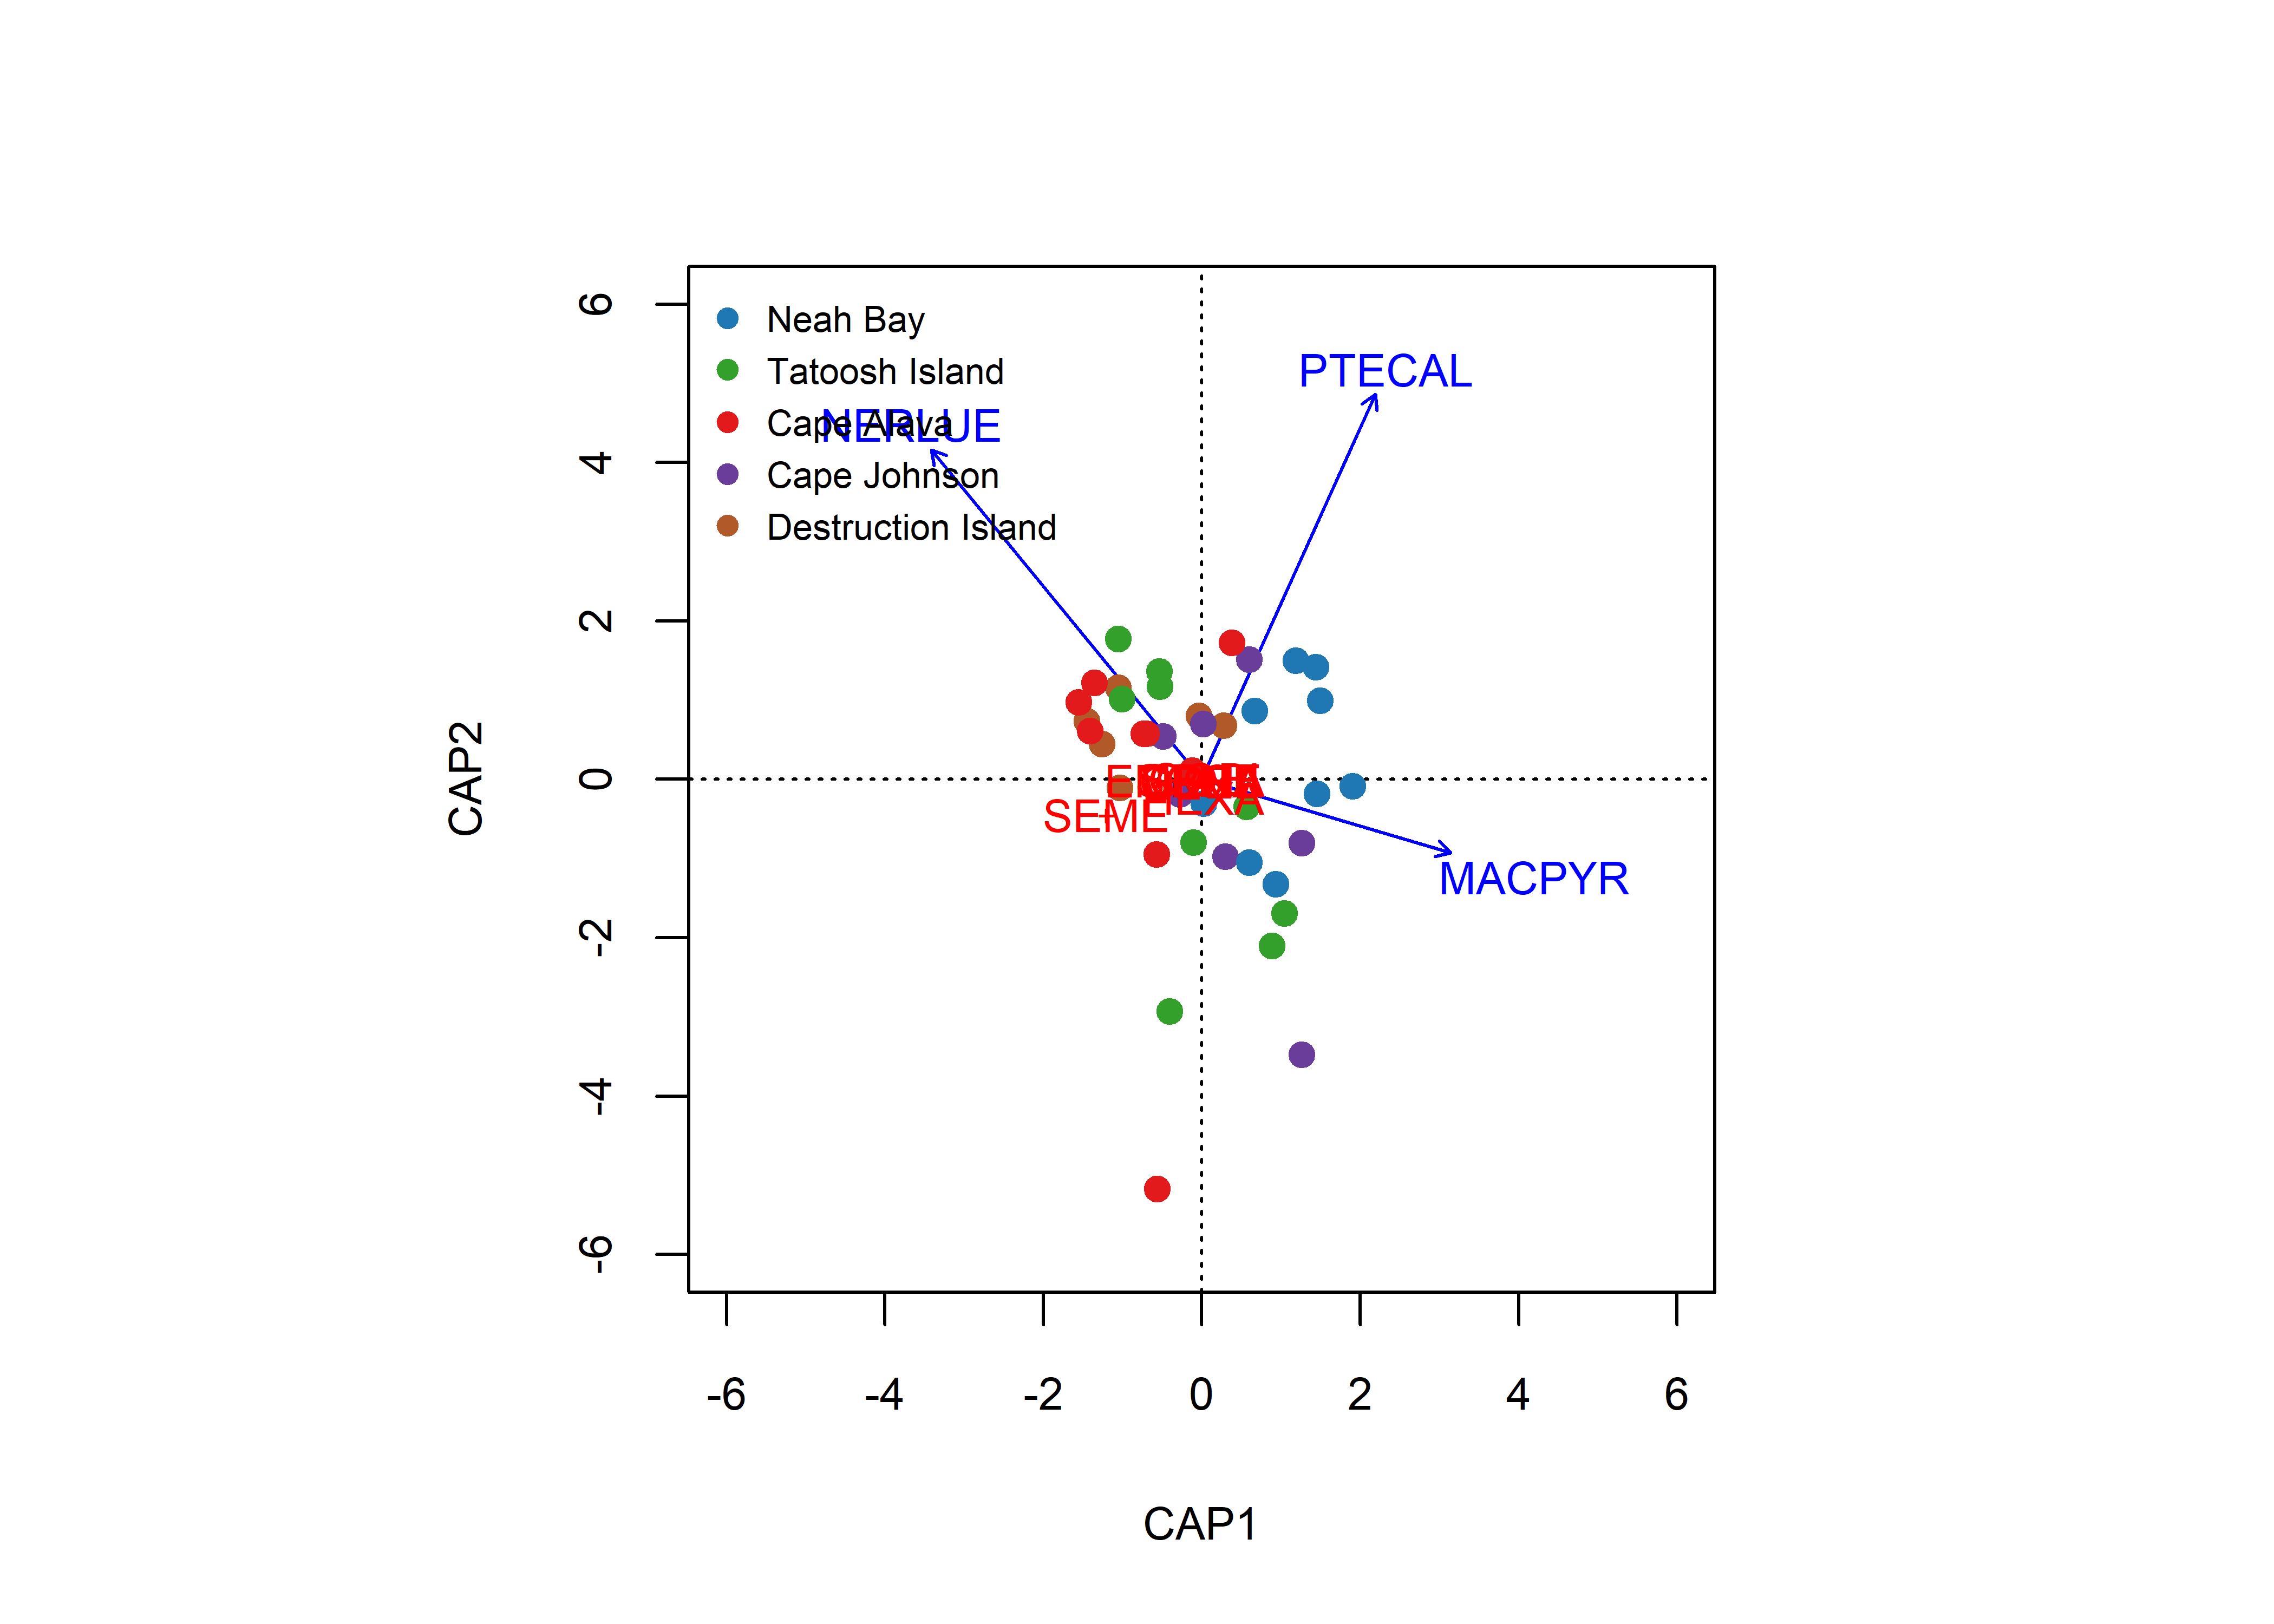 Neah Bay
Tatoosh Island
Cape Alava
Cape Johnson
Destruction Island
PTECAL
NERLUE
SEME
MACPYR
CAP2
6
4
2
0
-2
-4
-6
-6 -4 -2 0 2 4 6
CAP1